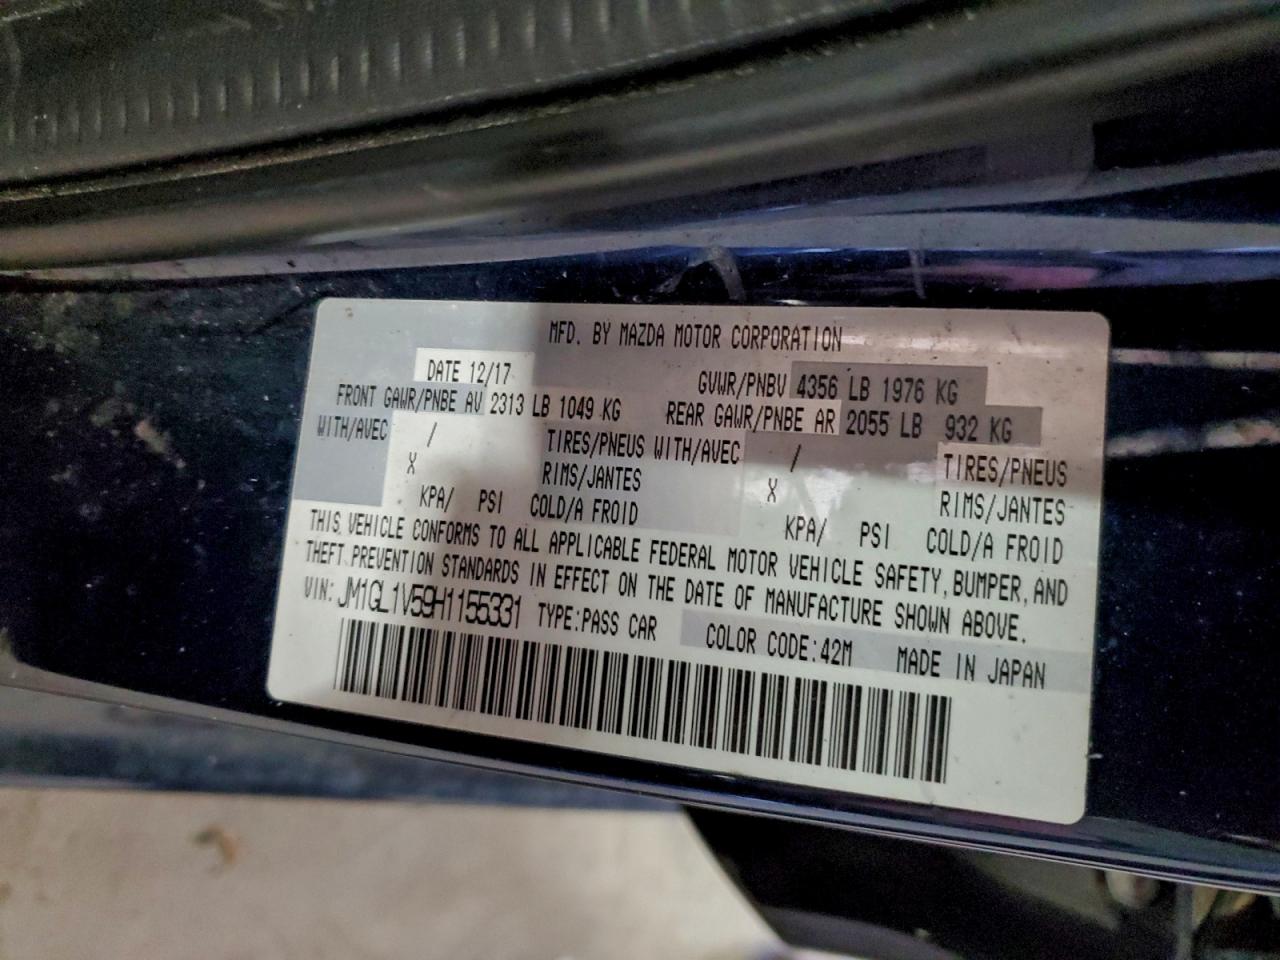 MFD. BY MAZDA MOTOR CORPORATION
DATE 12/17 GVWR/PNBV 4356 LB 1976 KG
FRONT GAWR/PNBE AV 2313 LB 1049 KG REAR GAWR/PNBE AR 2055 LB 932 KG
WITH/AVEC / TIRES/PNEUS WITH/AVEC / TIRES/PNEUS
X RIMS/JANTES X RIMS/JANTES
KPA/ PSI COLD/A FROID KPA/ PSI COLD/A FROID
THIS VEHICLE CONFORMS TO ALL APPLICABLE FEDERAL MOTOR VEHICLE SAFETY, BUMPER, AND
THEFT PREVENTION STANDARDS IN EFFECT ON THE DATE OF MANUFACTURE SHOWN ABOVE.
VIN: JM1GL1V59H1155331 TYPE:PASS CAR COLOR CODE:42M MADE IN JAPAN